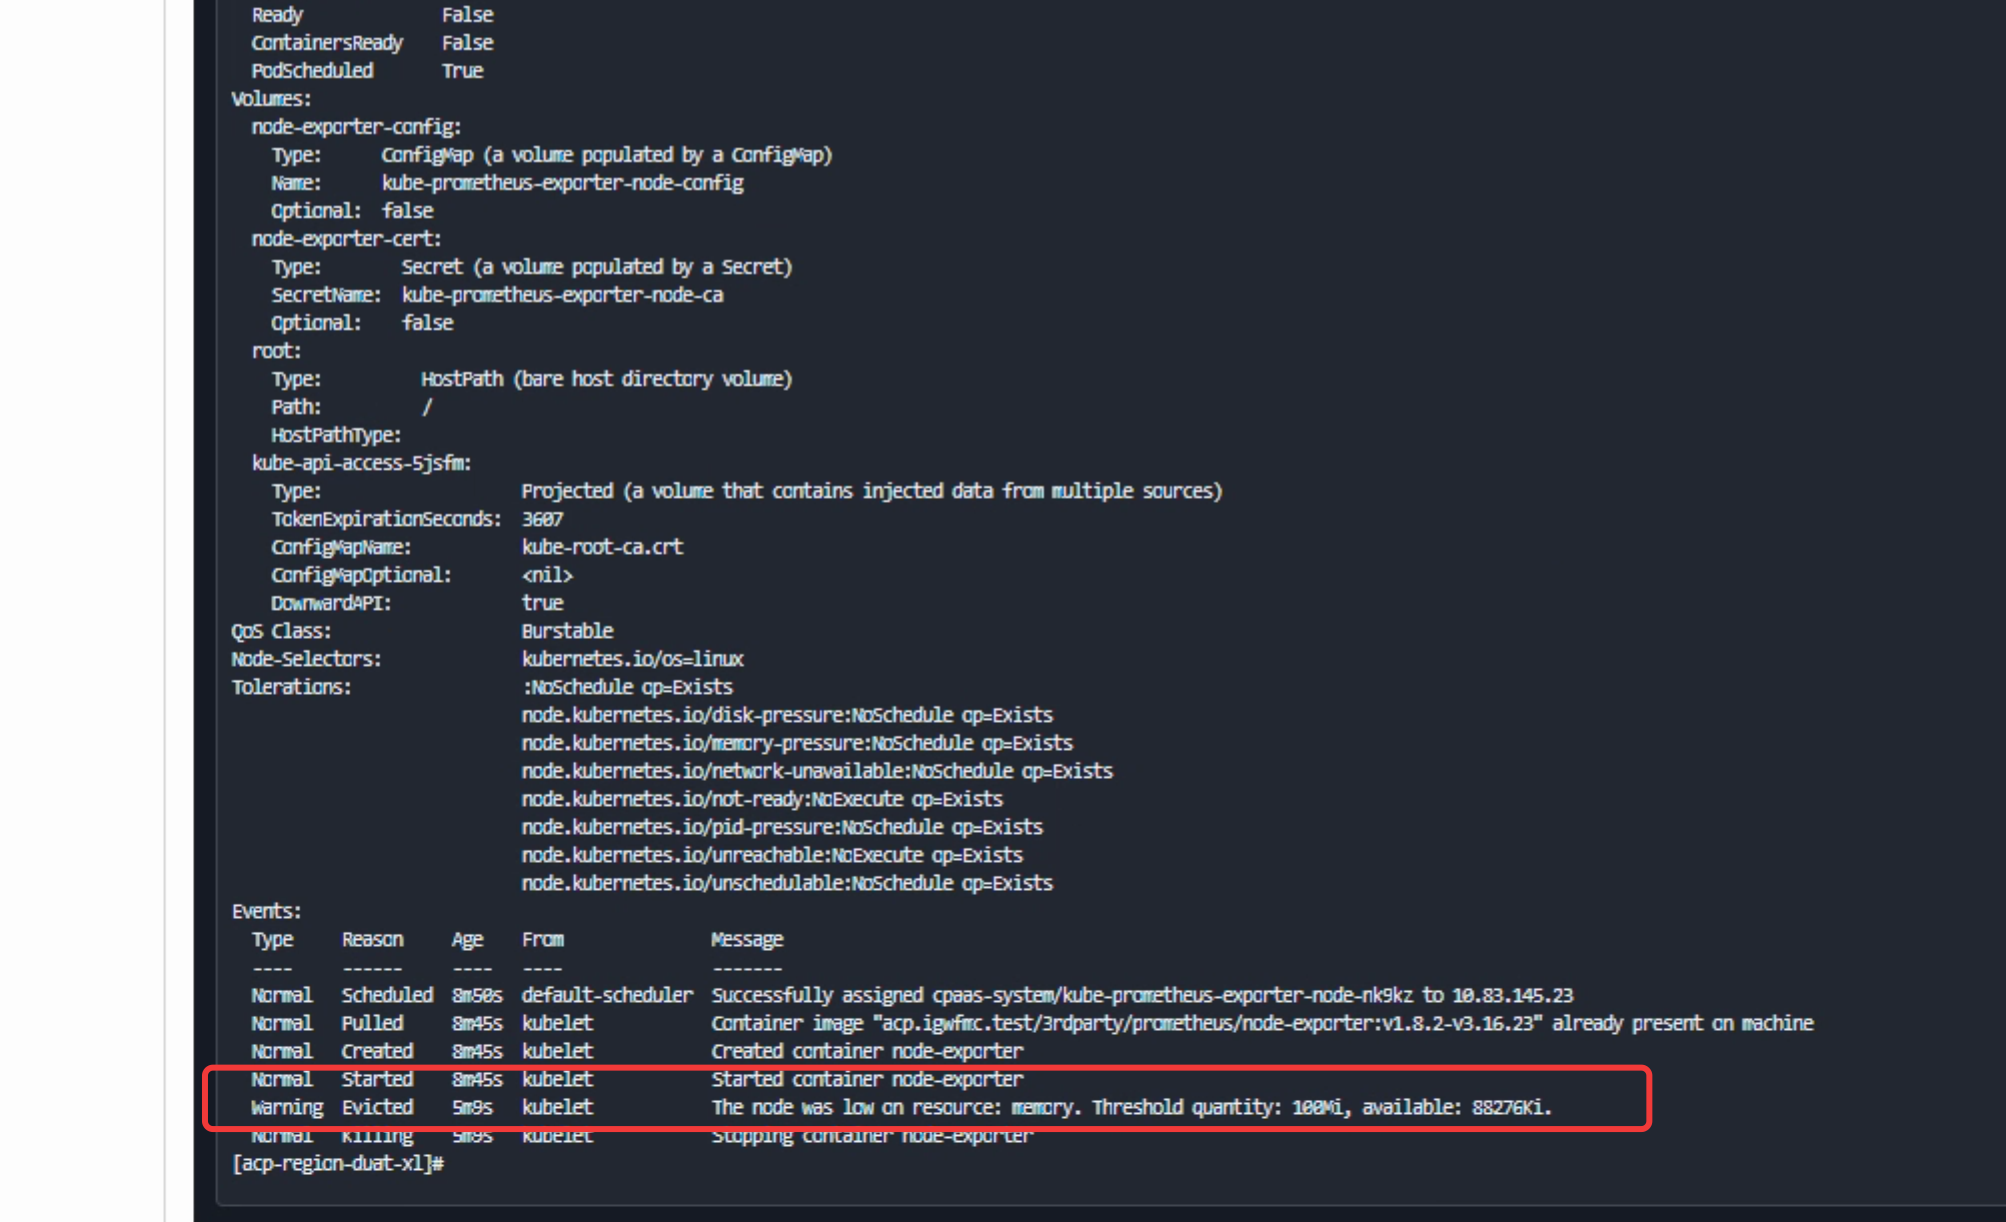 Ready False
ContainersReady False
PodScheduled True
Volumes:
node-exporter-config:
Type: ConfigMap (a volume populated by a ConfigMap)
Name: kube-prometheus-exporter-node-config
Optional: false
node-exporter-cert:
Type: Secret (a volume populated by a Secret)
SecretName: kube-prometheus-exporter-node-ca
Optional: false
root:
Type: HostPath (bare host directory volume)
Path: /
HostPathType:
kube-api-access-5jsfm:
Type: Projected (a volume that contains injected data from multiple sources)
TokenExpirationSeconds: 3607
ConfigMapName: kube-root-ca.crt
ConfigMapOptional: <nil>
DownwardAPI: true
QoS Class: Burstable
Node-Selectors: kubernetes.io/os=linux
Tolerations: :NoSchedule op=Exists
node.kubernetes.io/disk-pressure:NoSchedule op=Exists
node.kubernetes.io/memory-pressure:NoSchedule op=Exists
node.kubernetes.io/network-unavailable:NoSchedule op=Exists
node.kubernetes.io/not-ready:NoExecute op=Exists
node.kubernetes.io/pid-pressure:NoSchedule op=Exists
node.kubernetes.io/unreachable:NoExecute op=Exists
node.kubernetes.io/unschedulable:NoSchedule op=Exists
Events:
Type Reason Age From Message
---- ------ ---- ---- -------
Normal Scheduled 8m50s default-scheduler Successfully assigned cpaas-system/kube-prometheus-exporter-node-nk9kz to 10.83.145.23
Normal Pulled 8m45s kubelet Container image "acp.igwfmc.test/3rdparty/prometheus/node-exporter:v1.8.2-v3.16.23" already present on machine
Normal Created 8m45s kubelet Created container node-exporter
Normal Started 8m45s kubelet Started container node-exporter
Warning Evicted 5m9s kubelet The node was low on resource: memory. Threshold quantity: 100Mi, available: 88276Ki.
Normal Killing 5m9s kubelet Stopping container node-exporter
[acp-region-duat-xl]#